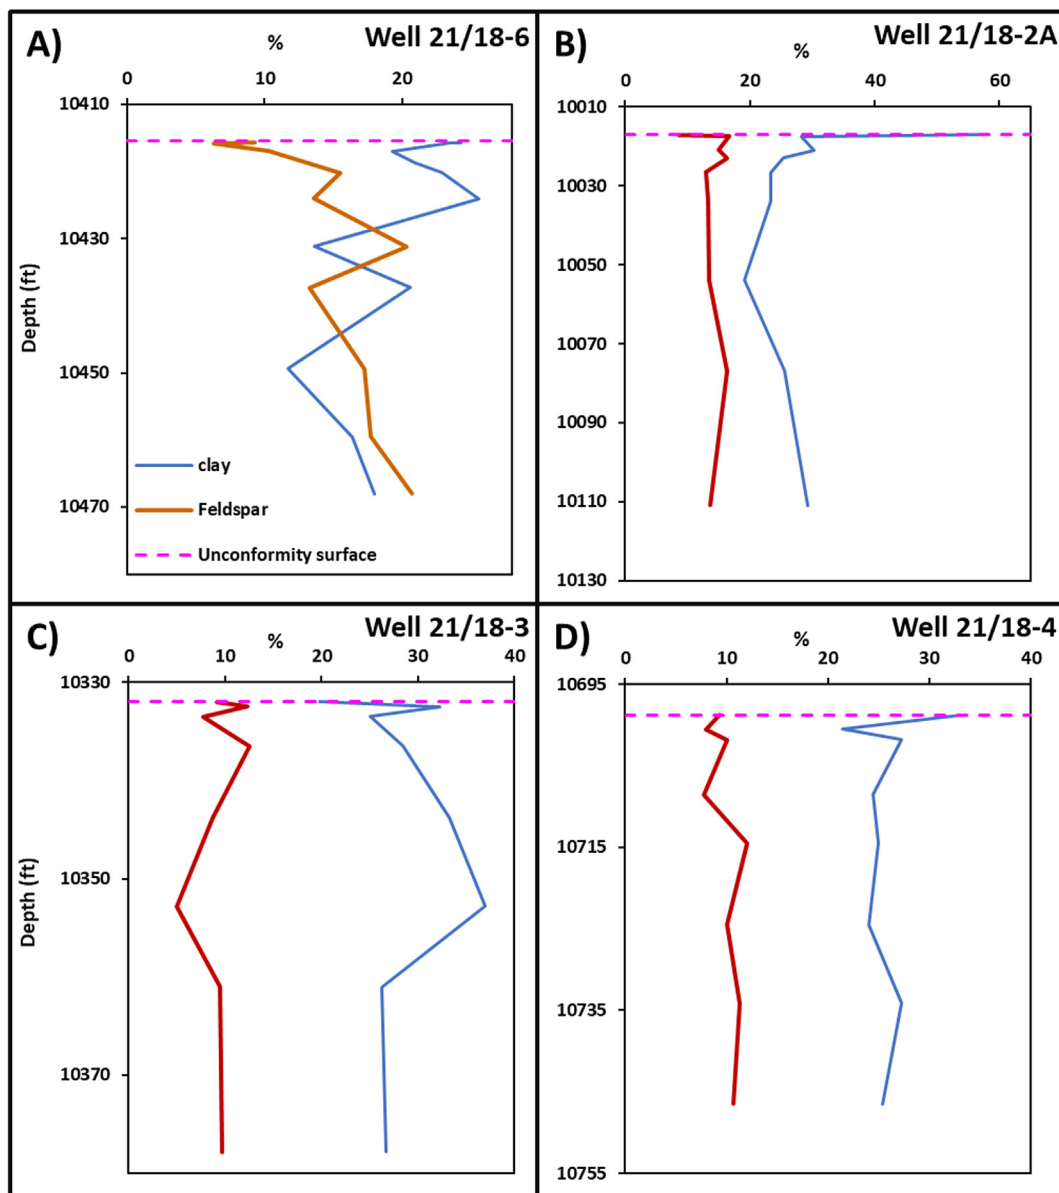 A)
%
Well 21/18-6
0 10 20
10410
10430
10450
10470
Depth (ft)
clay
Feldspar
Unconformity surface
B)
%
Well 21/18-2A
0 20 40 60
10010
10030
10050
10070
10090
10110
10130
C)
%
Well 21/18-3
0 10 20 30 40
10330
10350
10370
Depth (ft)
D)
%
Well 21/18-4
0 10 20 30 40
10695
10715
10735
10755